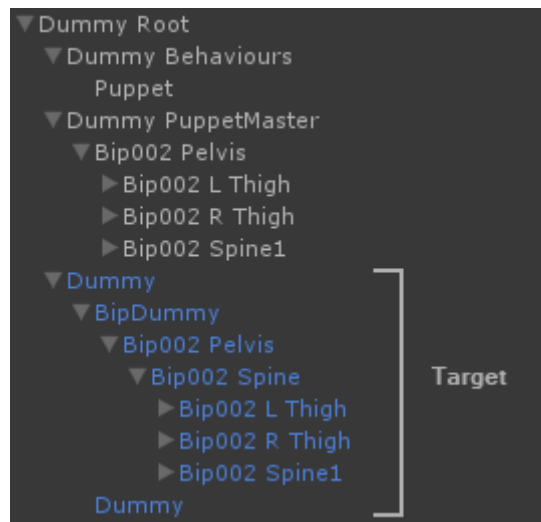 Dummy Root
Dummy Behaviours
Puppet
Dummy PuppetMaster
Bip002 Pelvis
Bip002 L Thigh
Bip002 R Thigh
Bip002 Spine1
Dummy
BipDummy
Bip002 Pelvis
Bip002 Spine
Bip002 L Thigh
Bip002 R Thigh
Bip002 Spine1
Dummy
Target